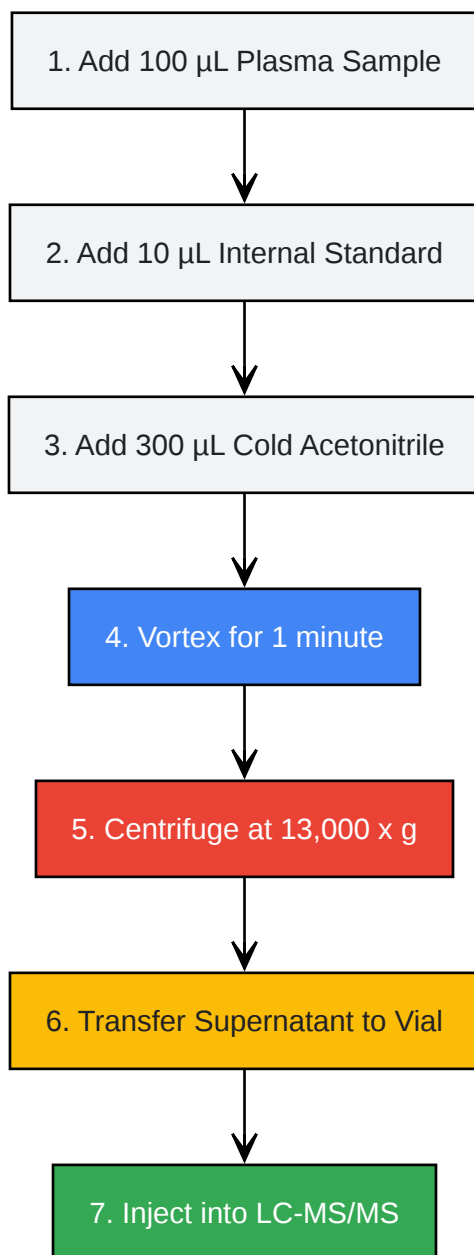 1. Add 100 µL Plasma Sample
2. Add 10 µL Internal Standard
3. Add 300 µL Cold Acetonitrile
4. Vortex for 1 minute
5. Centrifuge at 13,000 x g
6. Transfer Supernatant to Vial
7. Inject into LC-MS/MS